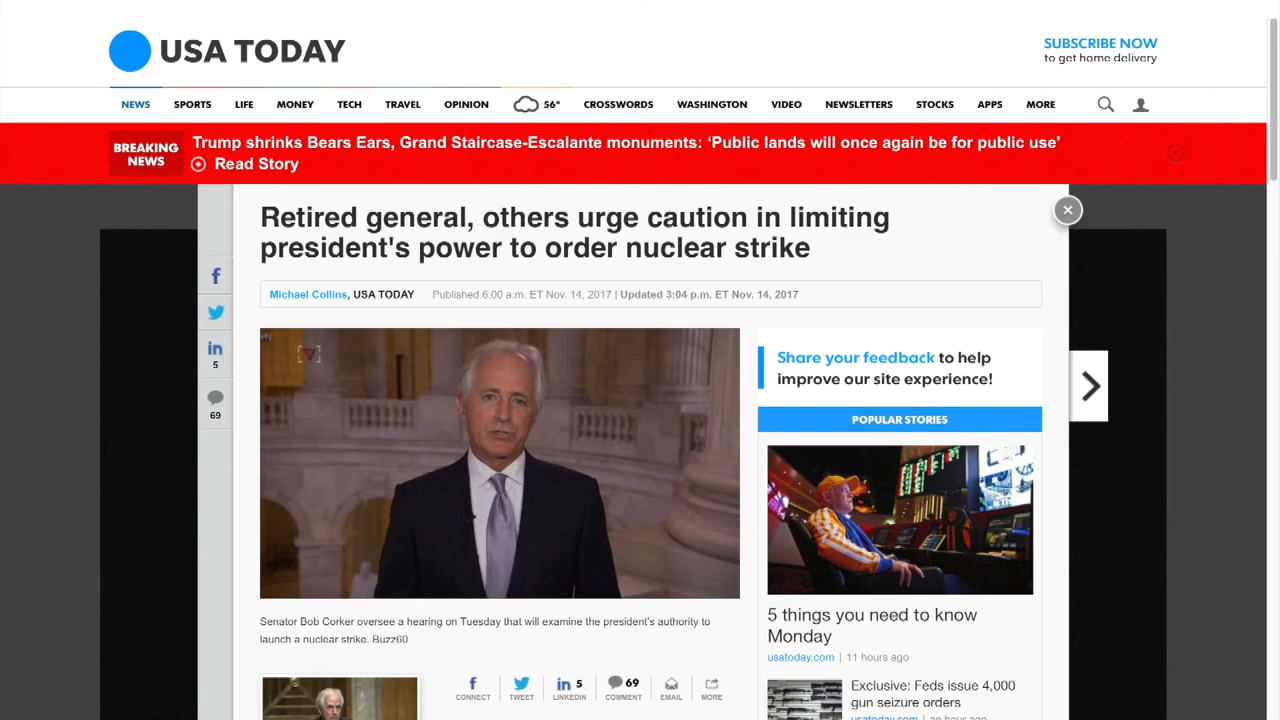 USA TODAY
SUBSCRIBE NOW
to get home delivery
NEWS SPORTS LIFE MONEY TECH TRAVEL OPINION 56° CROSSWORDS WASHINGTON VIDEO NEWSLETTERS STOCKS APPS MORE
BREAKING NEWS
Trump shrinks Bears Ears, Grand Staircase-Escalante monuments: ‘Public lands will once again be for public use'
Read Story
Retired general, others urge caution in limiting
president's power to order nuclear strike
Michael Collins, USA TODAY Published 6:00 a.m. ET Nov. 14, 2017 | Updated 3:04 p.m. ET Nov. 14, 2017
f
in
5
69
Senator Bob Corker oversee a hearing on Tuesday that will examine the president's authority to
launch a nuclear strike. Buzz60
f
in 5
69
CONNECT TWEET LINKEDIN COMMENT EMAIL MORE
Share your feedback to help
improve our site experience!
POPULAR STORIES
5 things you need to know
Monday
usatoday.com | 11 hours ago
Exclusive: Feds issue 4,000
gun seizure orders
usatoday.com | an hour ago